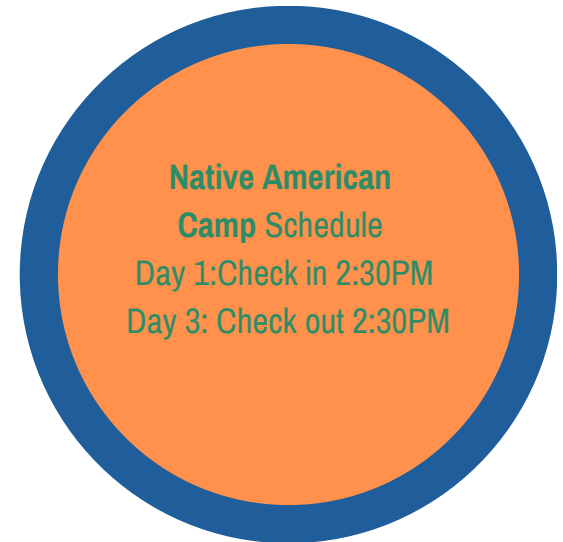 Native American
Camp Schedule
Day 1:Check in 2:30PM
Day 3: Check out 2:30PM